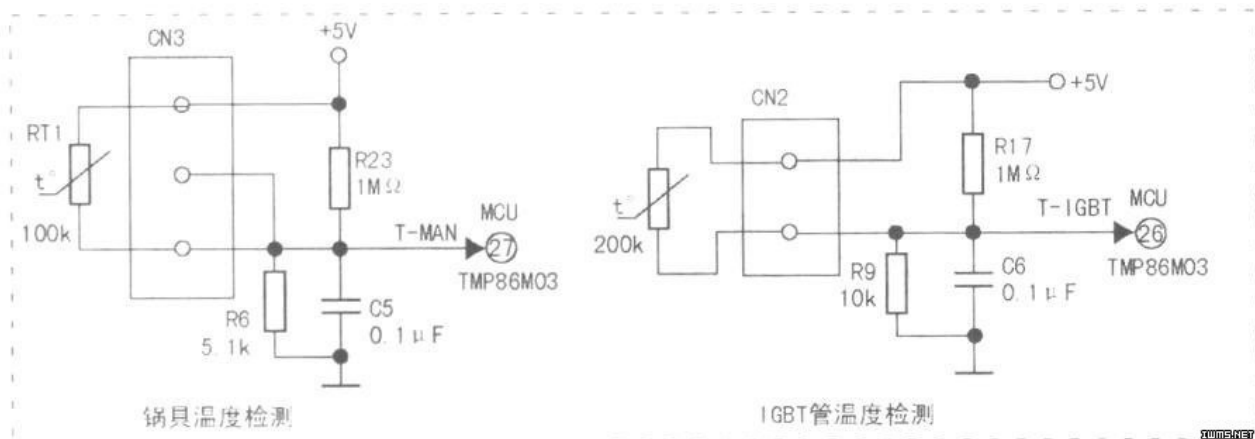 CN3
+5V
RT1
t°
100k
R23
1MΩ
T-MAN
MCU
27
TMP86M03
R6
5.1k
C5
0.1μF
锅具温度检测
CN2
+5V
t°
200k
R17
1MΩ
T-IGBT
MCU
26
TMP86M03
R9
10k
C6
0.1μF
IGBT管温度检测
IWMS.NET